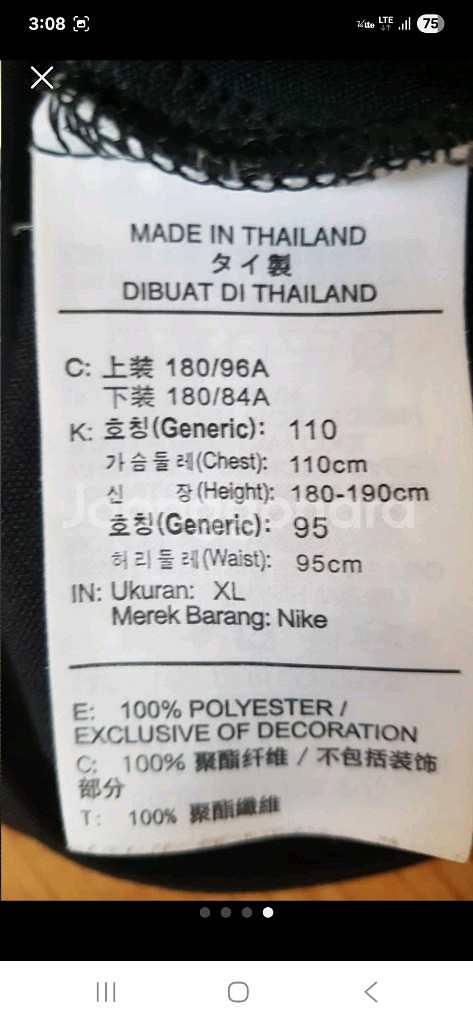 3:08
LTE
75
MADE IN THAILAND
タイ製
DIBUAT DI THAILAND
C: 上装 180/96A
下装 180/84A
K: 호칭(Generic): 110
가슴둘레(Chest): 110cm
신 장(Height): 180-190cm
호칭(Generic): 95
허리둘레(Waist): 95cm
IN: Ukuran: XL
Merek Barang: Nike
E: 100% POLYESTER /
EXCLUSIVE OF DECORATION
C: 100% 聚酯纤维 / 不包括装饰
部分
T: 100% 聚酯纖維